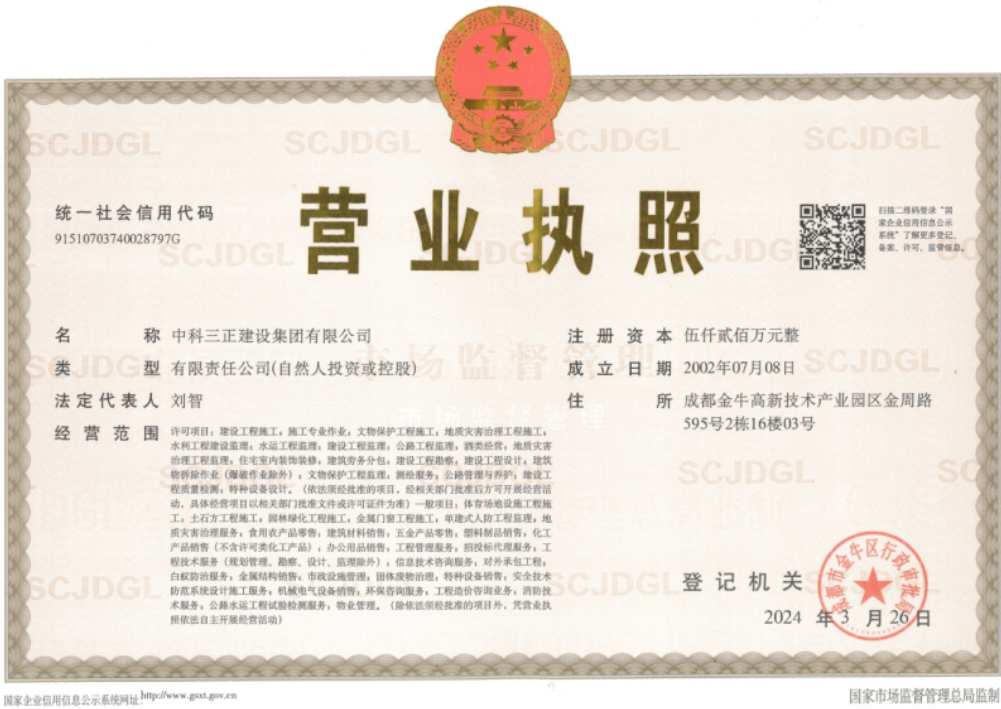 营业执照
统一社会信用代码
91510703740028797G
扫描二维码登录“国
家企业信用信息公示
系统”了解更多登记、
备案、许可、监管信息。
名称 中科三正建设集团有限公司
类型 有限责任公司(自然人投资或控股)
法定代表人 刘智
经营范围 许可项目:建设工程施工;施工专业作业;文物保护工程施工;地质灾害治理工程施工;
水利工程建设监理;水运工程监理;建设工程监理;公路工程监理;酒类经营;地质灾害
治理工程监理;住宅室内装饰装修;建筑劳务分包;建设工程勘察;建设工程设计;建筑
物拆除作业(爆破作业除外);文物保护工程监理;测绘服务;公路管理与养护;建设工
程质量检测;特种设备设计。(依法须经批准的项目,经相关部门批准后方可开展经营活
动,具体经营项目以相关部门批准文件或许可证件为准)一般项目:体育场地设施工程施
工;土石方工程施工;园林绿化工程施工;金属门窗工程施工;单建式人防工程监理;地
质灾害治理服务;食用农产品零售;建筑材料销售;五金产品零售;塑料制品销售;化工
产品销售(不含许可类化工产品);办公用品销售;工程管理服务;招投标代理服务;工
程技术服务(规划管理、勘察、设计、监理除外);信息技术咨询服务;对外承包工程;
白蚁防治服务;金属结构销售;市政设施管理;固体废物治理;特种设备销售;安全技术
防范系统设计施工服务;机械电气设备销售;环保咨询服务;工程造价咨询业务;消防技
术服务;公路水运工程试验检测服务;物业管理。(除依法须经批准的项目外,凭营业执
照依法自主开展经营活动)
注册资本 伍仟贰佰万元整
成立日期 2002年07月08日
住所 成都金牛高新技术产业园区金周路
595号2栋16楼03号
登记机关
成都市金牛区行政审批局
2024 年 3 月 26 日
国家企业信用信息公示系统网址:http://www.gsxt.gov.cn
国家市场监督管理总局监制
SCJDGL
市场监督管理